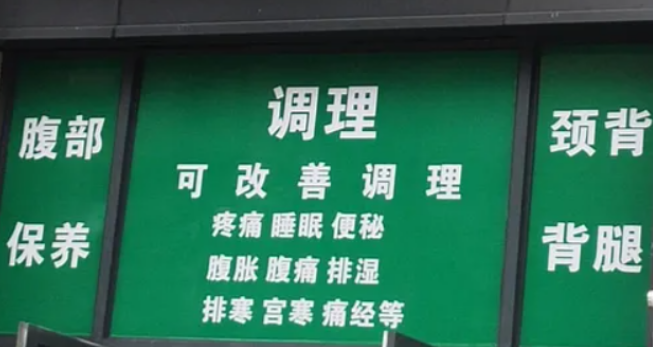 腹部
保养
调理
可改善调理
疼痛 睡眠 便秘
腹胀 腹痛 排湿
排寒 宫寒 痛经等
颈背
背腿